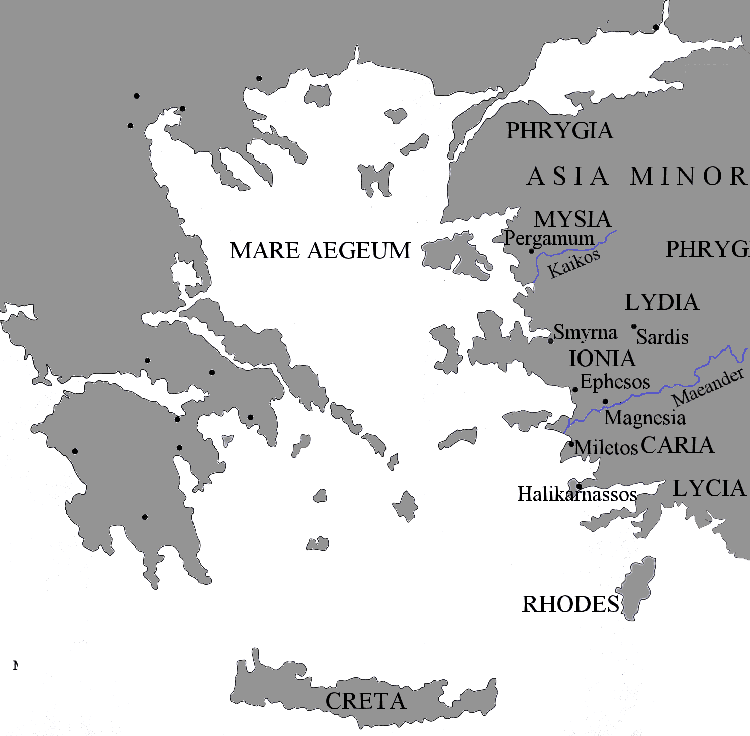 PHRYGIA
ASIA MINOR
MYSIA
Pergamum
MARE AEGEUM
PHRYG
Kaikos
LYDIA
Smyrna
Sardis
IONIA
Ephesos
Maeander
Magnesia
Miletos
CARIA
LYCIA
Halikarnassos
RHODES
CRETA